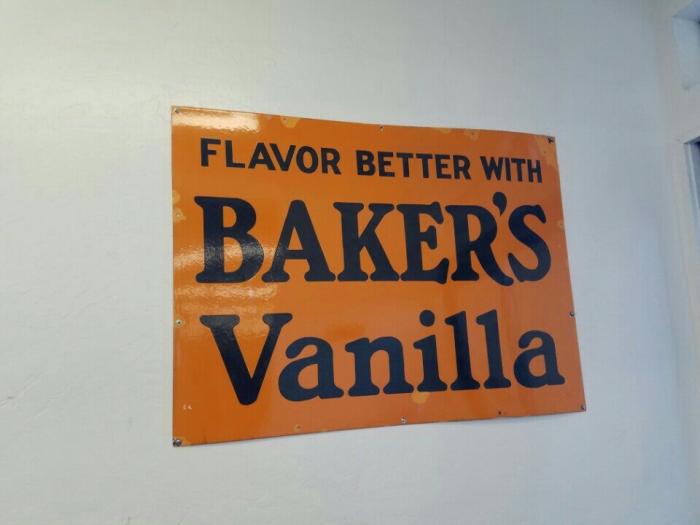 FLAVOR BETTER WITH
BAKER'S
Vanilla